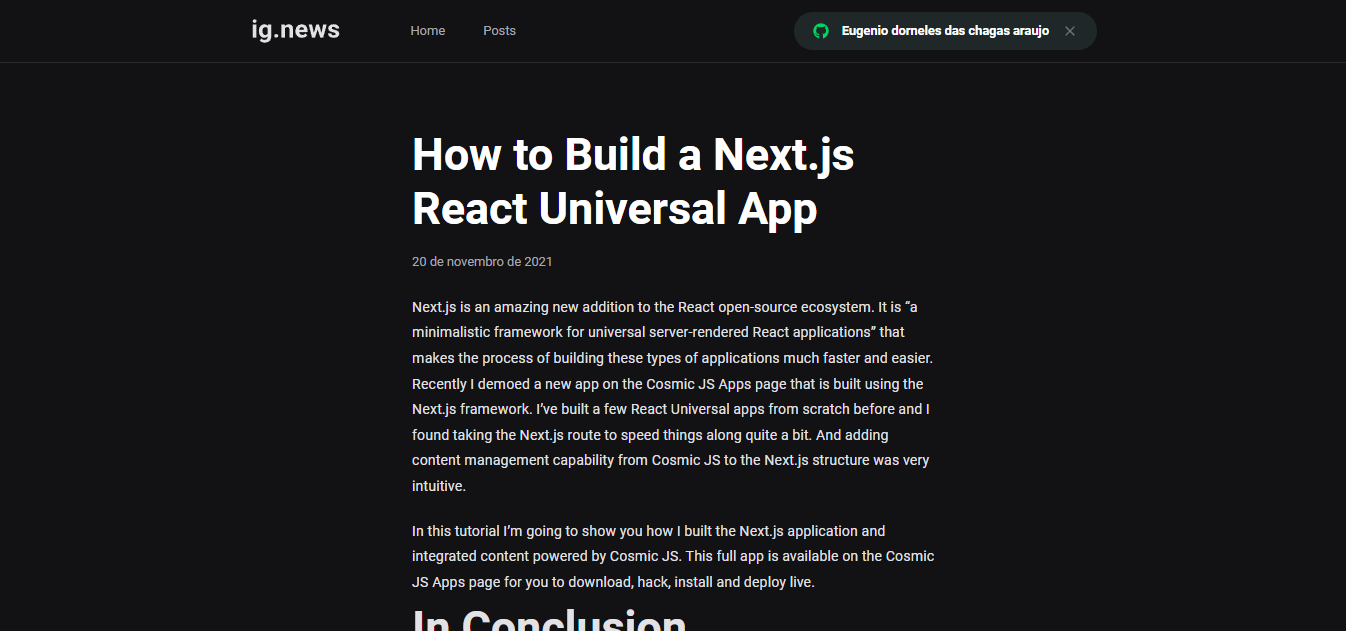 ig.news
Home
Posts
Eugenio dorneles das chagas araujo
How to Build a Next.js
React Universal App
20 de novembro de 2021
Next.js is an amazing new addition to the React open-source ecosystem. It is “a
minimalistic framework for universal server-rendered React applications” that
makes the process of building these types of applications much faster and easier.
Recently I demoed a new app on the Cosmic JS Apps page that is built using the
Next.js framework. I’ve built a few React Universal apps from scratch before and I
found taking the Next.js route to speed things along quite a bit. And adding
content management capability from Cosmic JS to the Next.js structure was very
intuitive.
In this tutorial I’m going to show you how I built the Next.js application and
integrated content powered by Cosmic JS. This full app is available on the Cosmic
JS Apps page for you to download, hack, install and deploy live.
In Conclusion